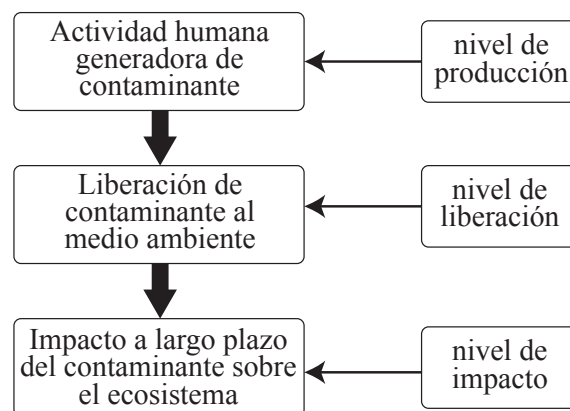 Actividad humana
generadora de
contaminante
nivel de
producción
Liberación de
contaminante al
medio ambiente
nivel de
liberación
Impacto a largo plazo
del contaminante sobre
el ecosistema
nivel de
impacto